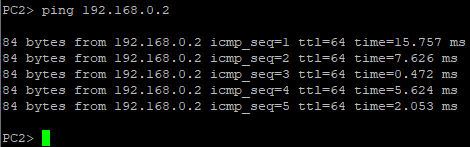 PC2> ping 192.168.0.2
84 bytes from 192.168.0.2 icmp_seq=1 ttl=64 time=15.757 ms
84 bytes from 192.168.0.2 icmp_seq=2 ttl=64 time=7.626 ms
84 bytes from 192.168.0.2 icmp_seq=3 ttl=64 time=0.472 ms
84 bytes from 192.168.0.2 icmp_seq=4 ttl=64 time=5.624 ms
84 bytes from 192.168.0.2 icmp_seq=5 ttl=64 time=2.053 ms
PC2>